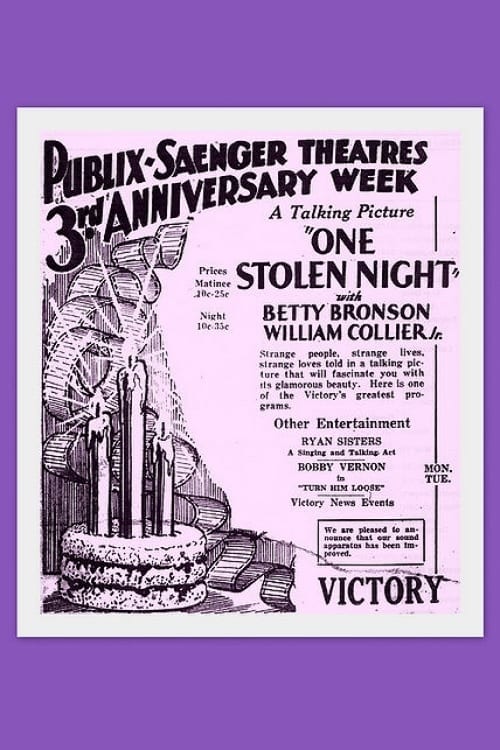 PUBLIX-SAENGER THEATRES
3rd ANNIVERSARY WEEK
A Talking Picture
"ONE
STOLEN NIGHT"
with
BETTY BRONSON
WILLIAM COLLIER Jr.
Prices
Matinee
10c-25c
Night
10c-35c
Strange people, strange lives,
strange loves told in a talking pic-
ture that will fascinate you with
its glamorous beauty. Here is one
of the Victory's greatest pro-
grams.
Other Entertainment
RYAN SISTERS
A Singing and Talking Act
BOBBY VERNON
in
"TURN HIM LOOSE"
Victory News Events
MON.
TUE.
We are pleased to an-
nounce that our sound
apparatus has been im-
proved.
VICTORY